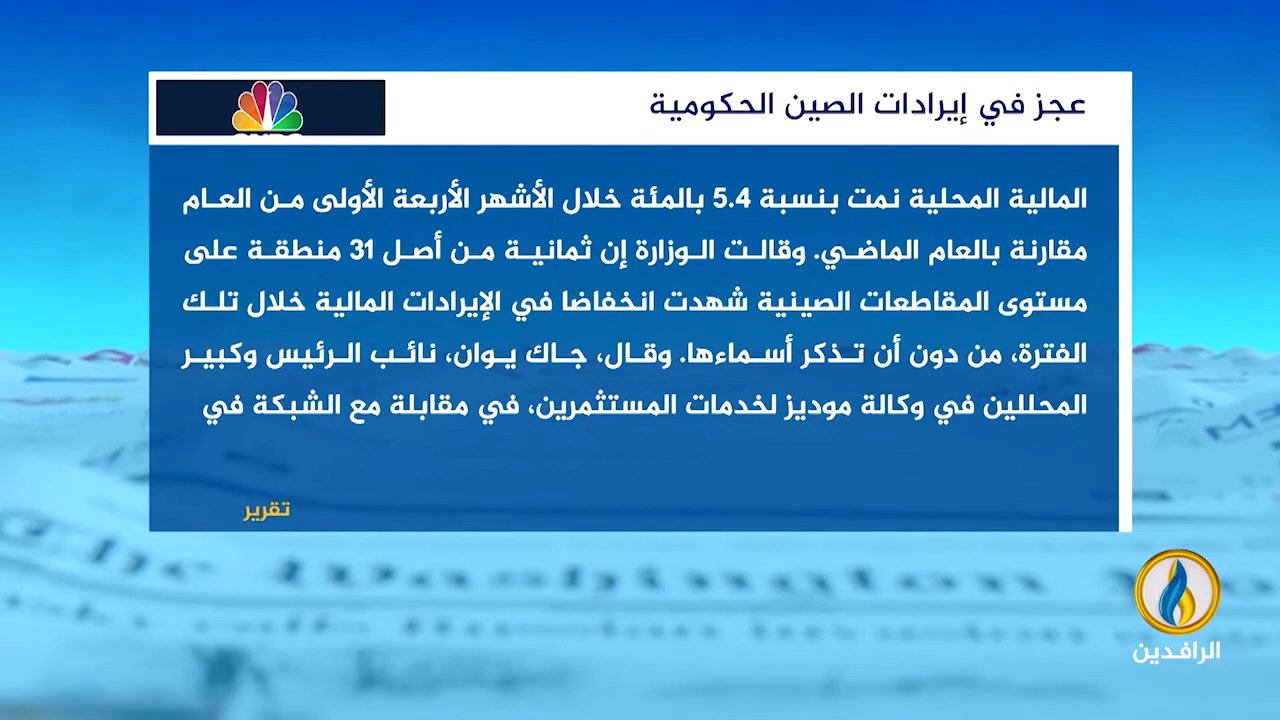 عجز في إيرادات الصين الحكومية
المالية المحلية نمت بنسبة 5.4 بالمئة خلال الأشهر الأربعة الأولى من العام
مقارنة بالعام الماضي. وقالت الوزارة إن ثمانية من أصل 31 منطقة على
مستوى المقاطعات الصينية شهدت انخفاضا في الإيرادات المالية خلال تلك
الفترة، من دون أن تذكر أسماءها. وقال، جاك يوان، نائب الرئيس وكبير
المحللين في وكالة موديز لخدمات المستثمرين، في مقابلة مع الشبكة في
تقرير
الرافدين